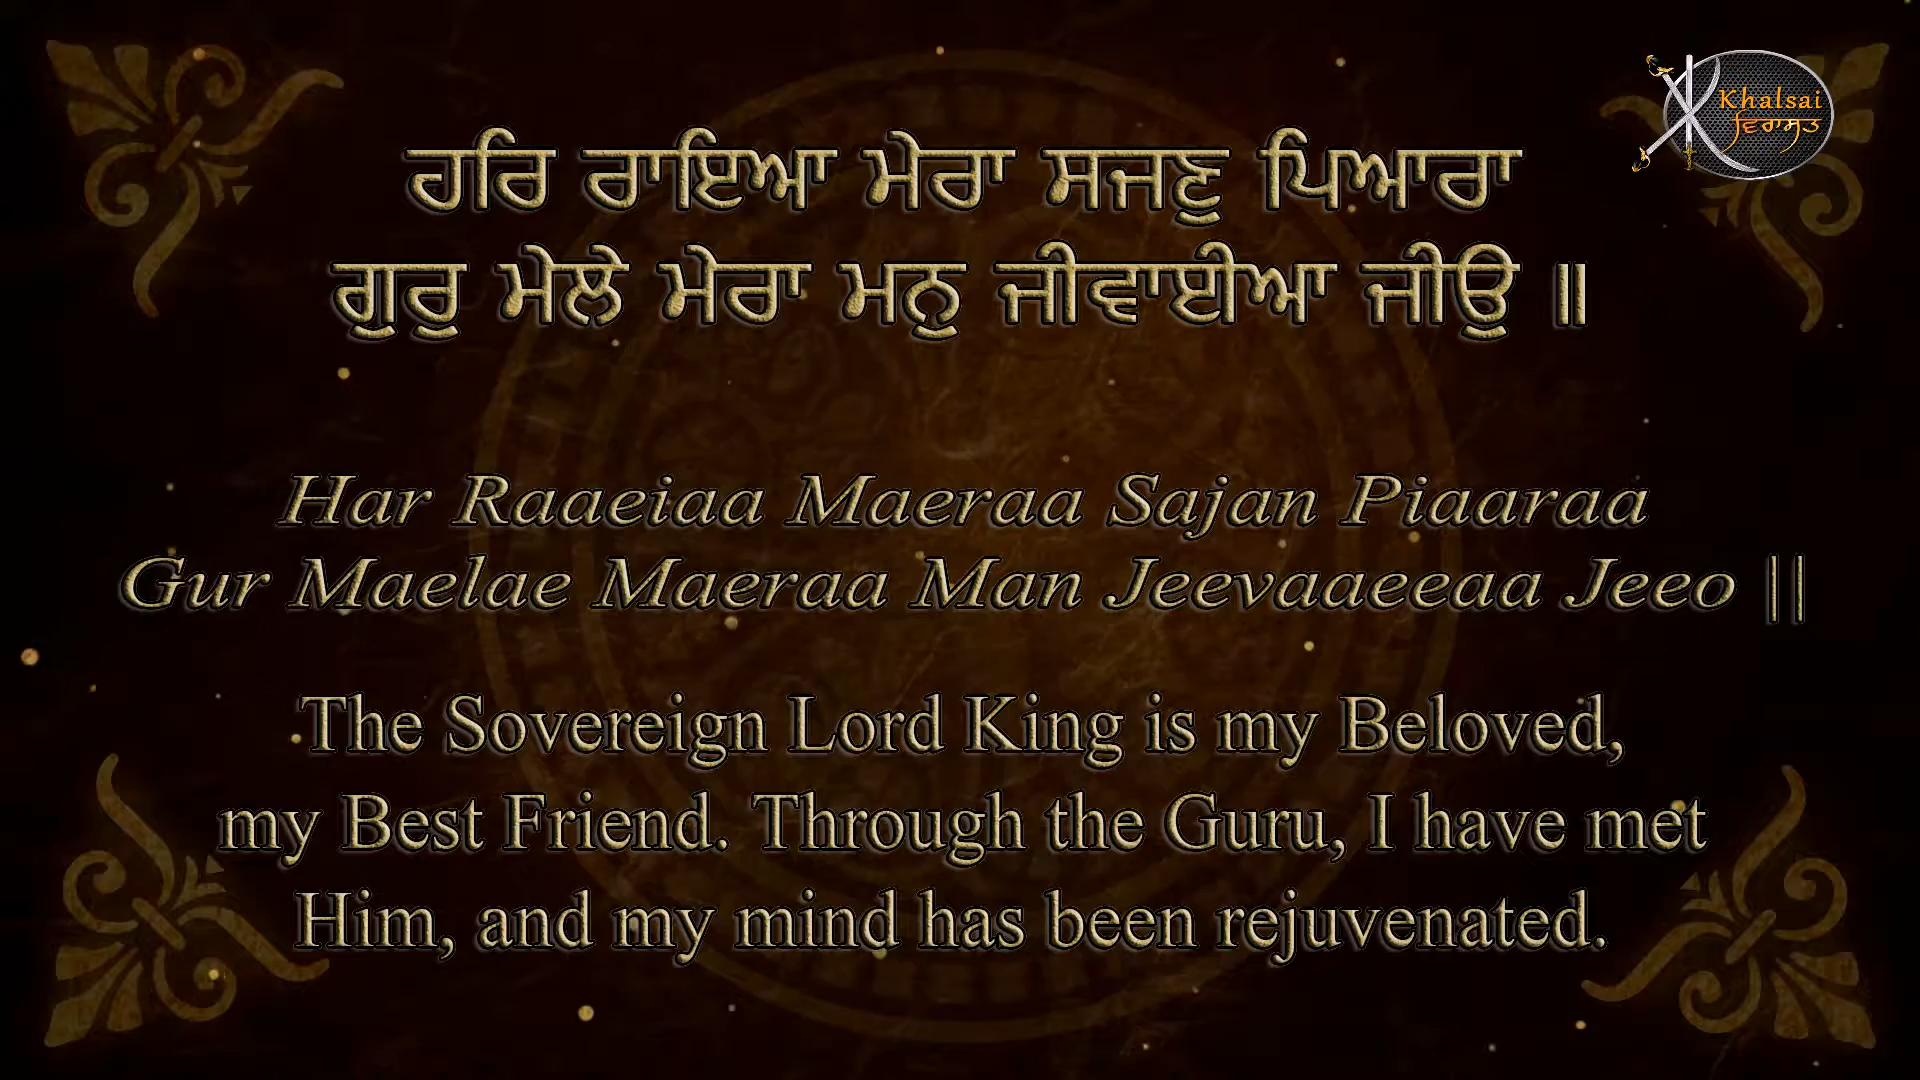 Khalsai
ਵਿਰਾਸਤ
ਹਰਿ ਰਾਇਆ ਮੇਰਾ ਸਜਣੁ ਪਿਆਰਾ
ਗੁਰੁ ਮੇਲੇ ਮੇਰਾ ਮਨੁ ਜੀਵਾਈਆ ਜੀਉ ॥
Har Raaeiaa Maeraa Sajan Piaaraa
Gur Maelae Maeraa Man Jeevaaeeaa Jeeo ||
The Sovereign Lord King is my Beloved,
my Best Friend. Through the Guru, I have met
Him, and my mind has been rejuvenated.